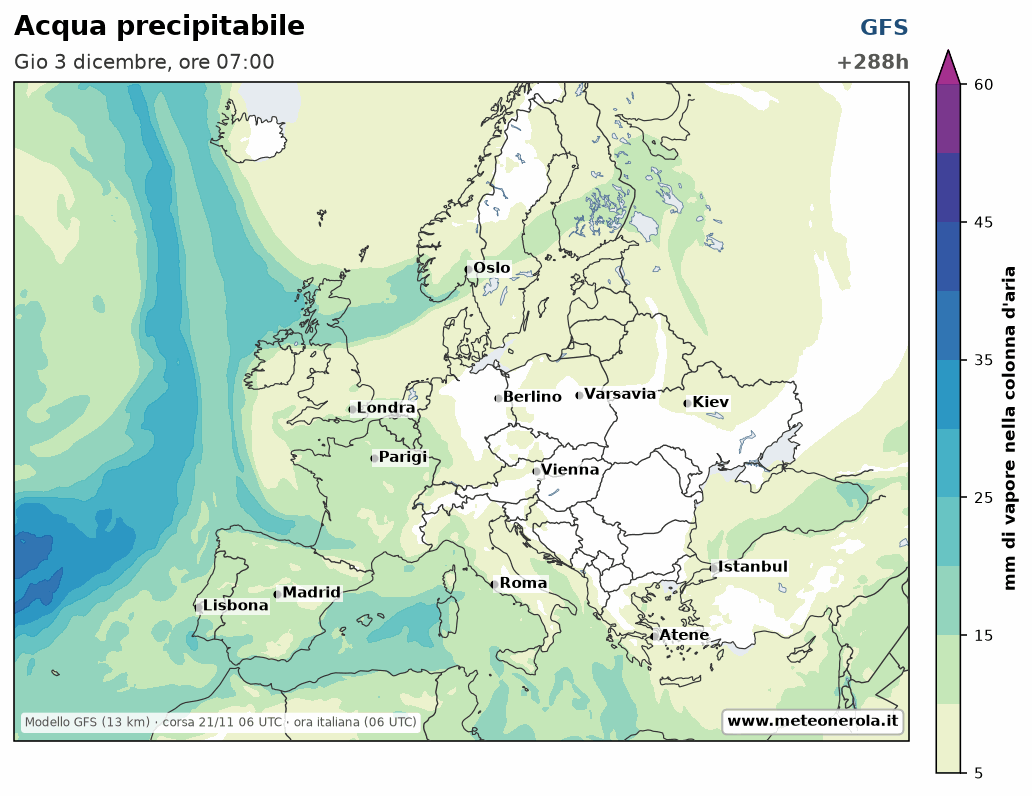 Acqua precipitabile
GFS
Gio 3 dicembre, ore 07:00
+288h
60
45
35
25
15
5
mm di vapore nella colonna d'aria
Oslo
Londra
Berlino
Varsavia
Kiev
Parigi
Vienna
Istanbul
Roma
Madrid
Lisbona
Atene
Modello GFS (13 km) · corsa 21/11 06 UTC · ora italiana (06 UTC)
www.meteonerola.it